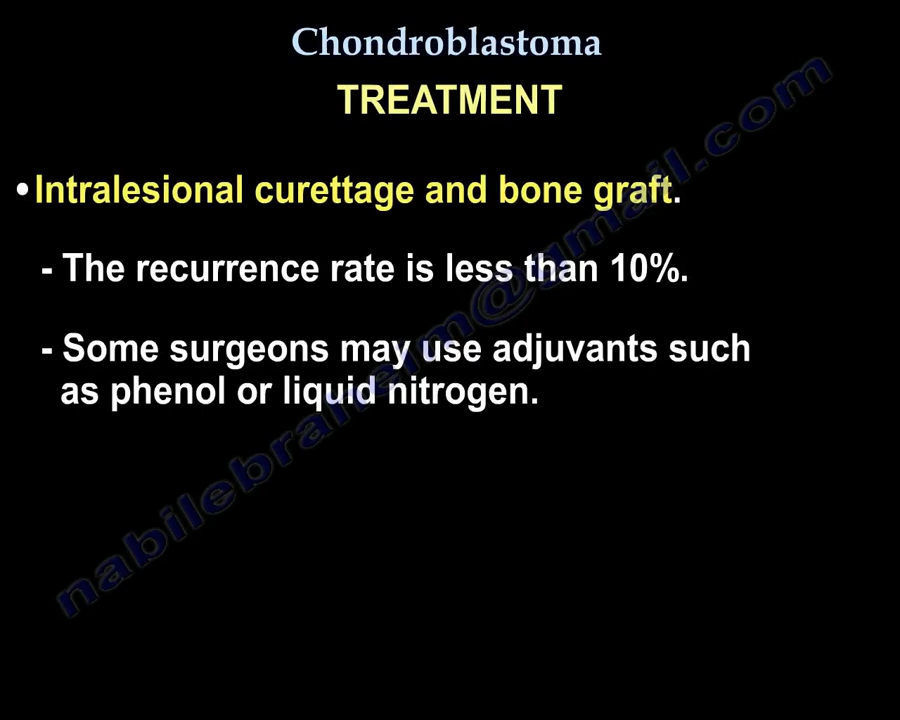 Chondroblastoma
TREATMENT
•Intralesional curettage and bone graft.
- The recurrence rate is less than 10%.
- Some surgeons may use adjuvants such
as phenol or liquid nitrogen.
nabilebraheim@gmail.com